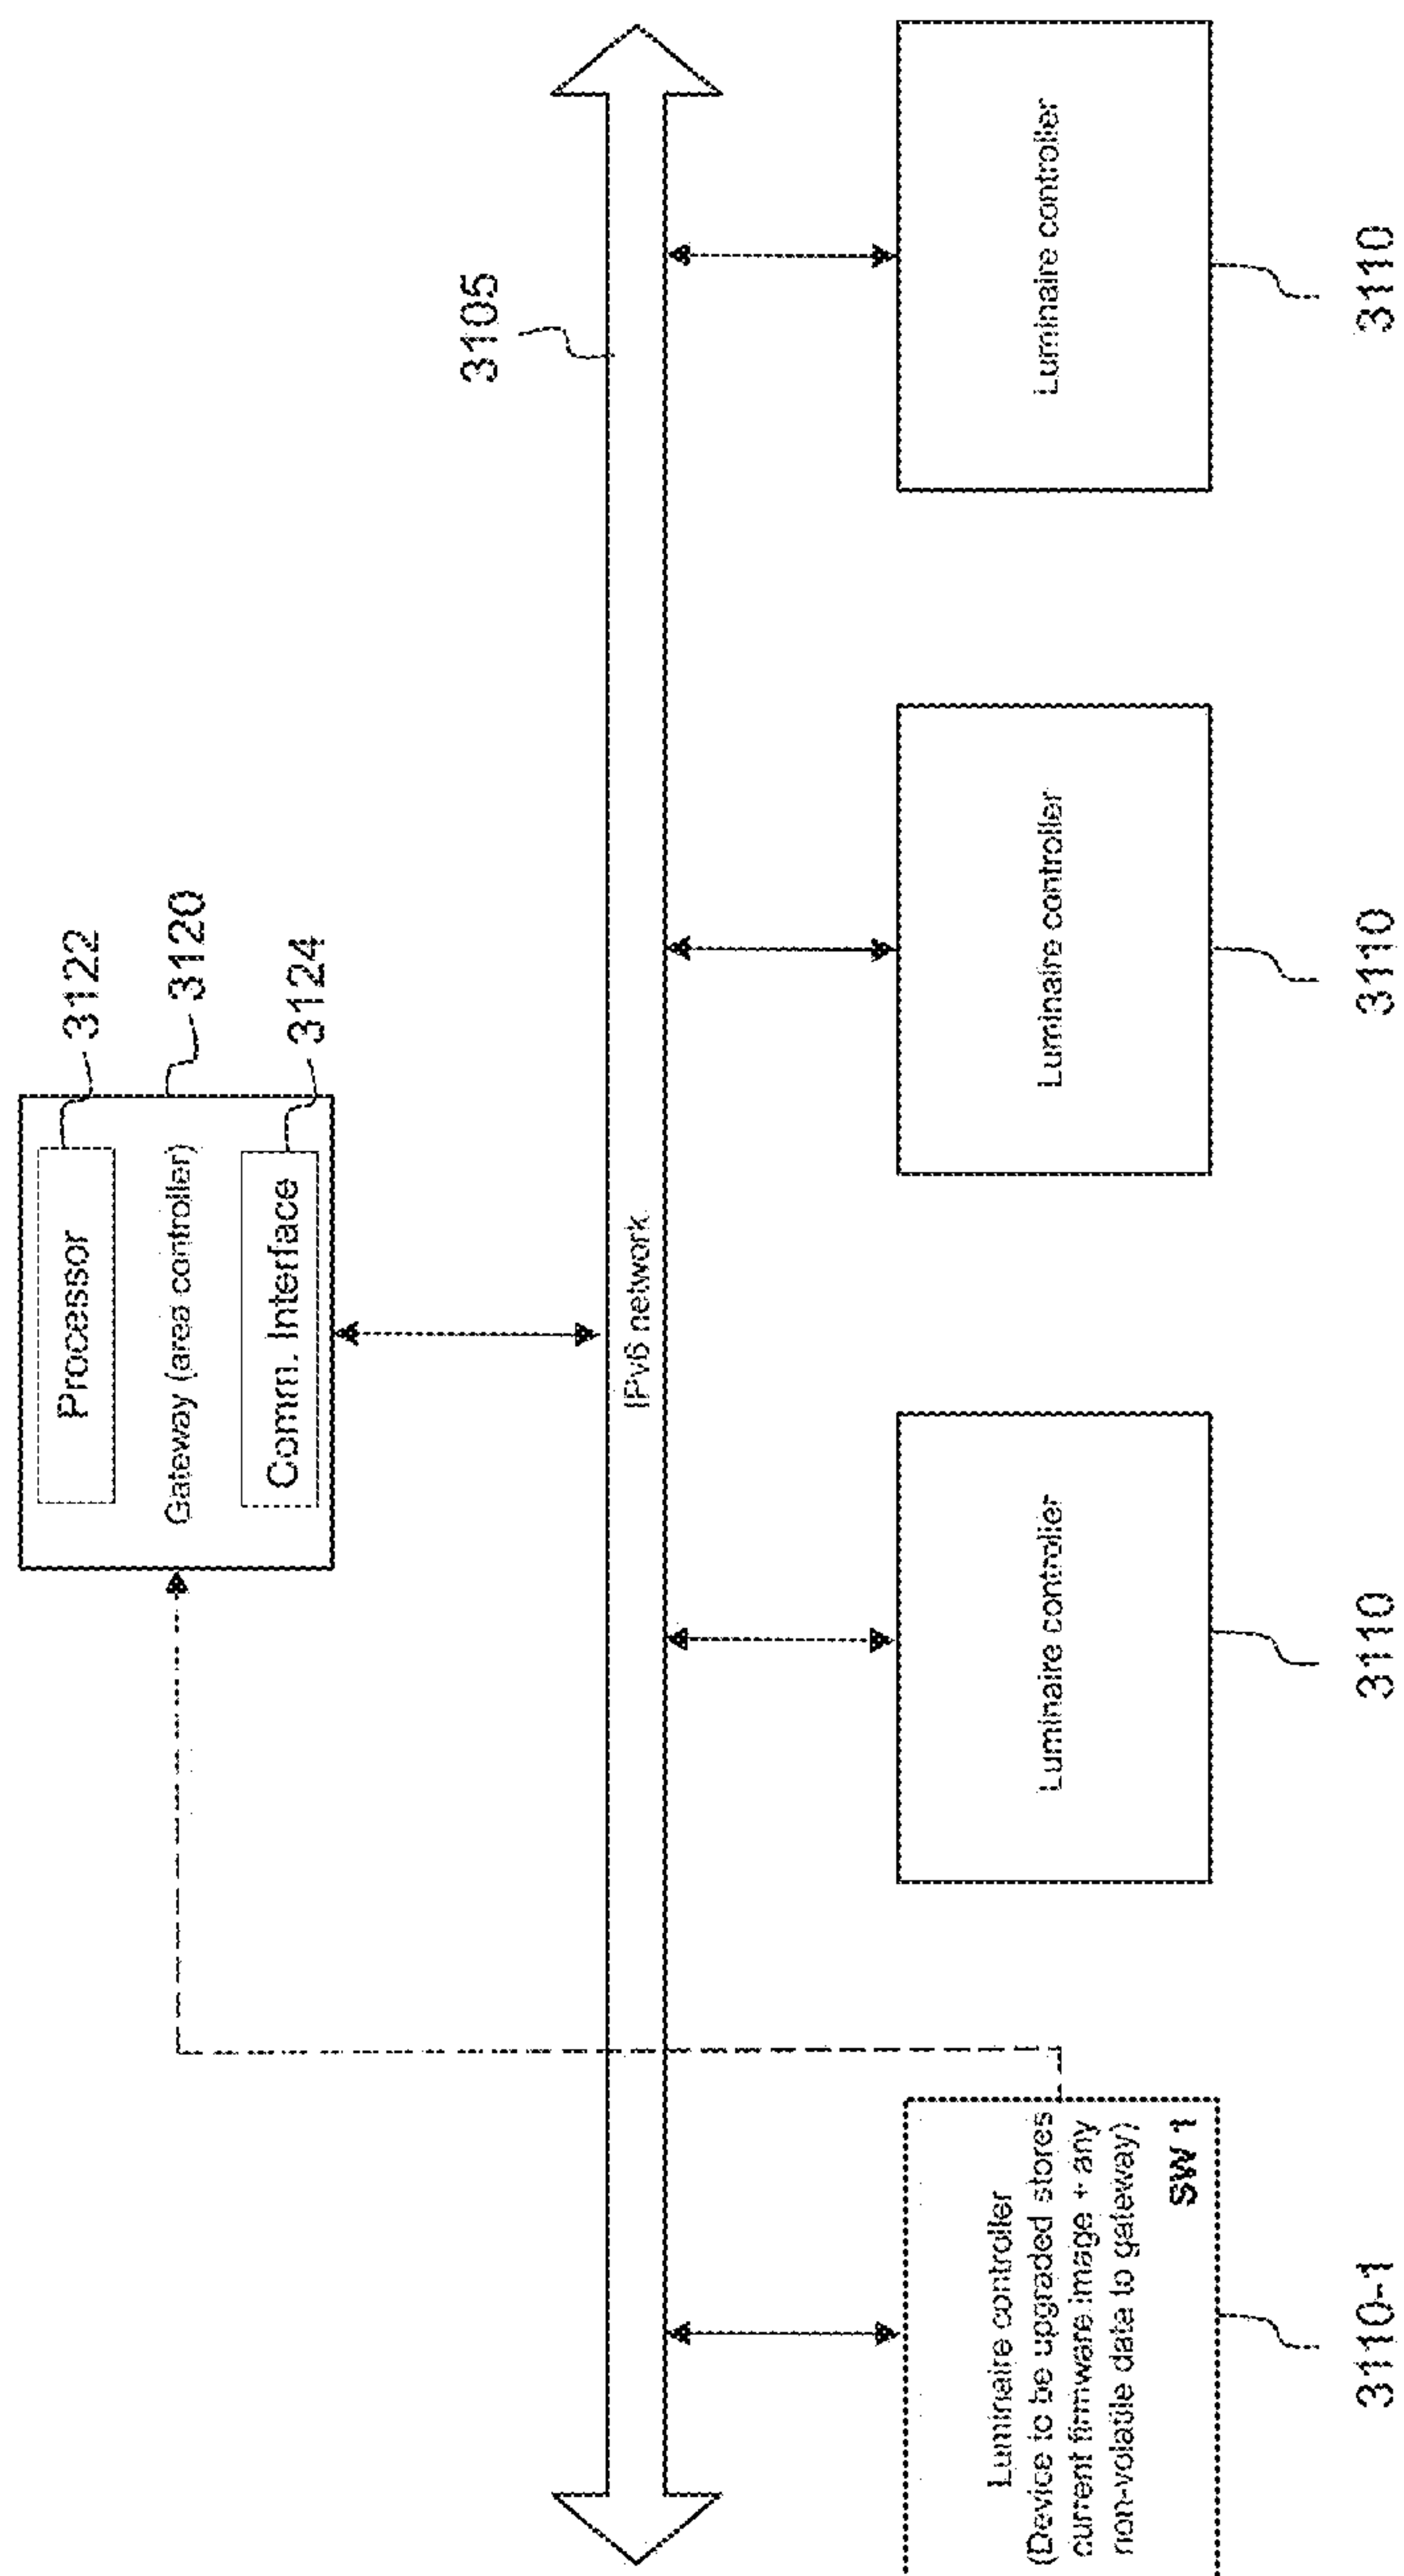 Processor
Gateway (area controller)
Comm. Interface
3122
3120
3124
3105
IPv6 network
Luminaire controller
(Device to be upgraded stores
current firmware image + any
non-volatile data to gateway)
SW 1
Luminaire controller
Luminaire controller
Luminaire controller
3110-1
3110
3110
3110